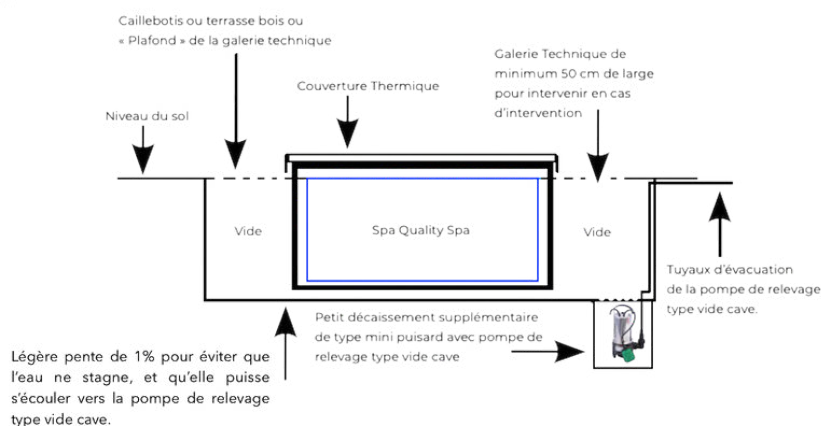 Caillebotis ou terrasse bois ou
« Plafond » de la galerie technique
Galerie Technique de
minimum 50 cm de large
pour intervenir en cas
d'intervention
Couverture Thermique
Niveau du sol
Vide
Spa Quality Spa
Vide
Tuyaux d'évacuation
de la pompe de relevage
type vide cave.
Petit décaissement supplémentaire
de type mini puisard avec pompe de
relevage type vide cave
Légère pente de 1% pour éviter que
l'eau ne stagne, et qu'elle puisse
s'écouler vers la pompe de relevage
type vide cave.